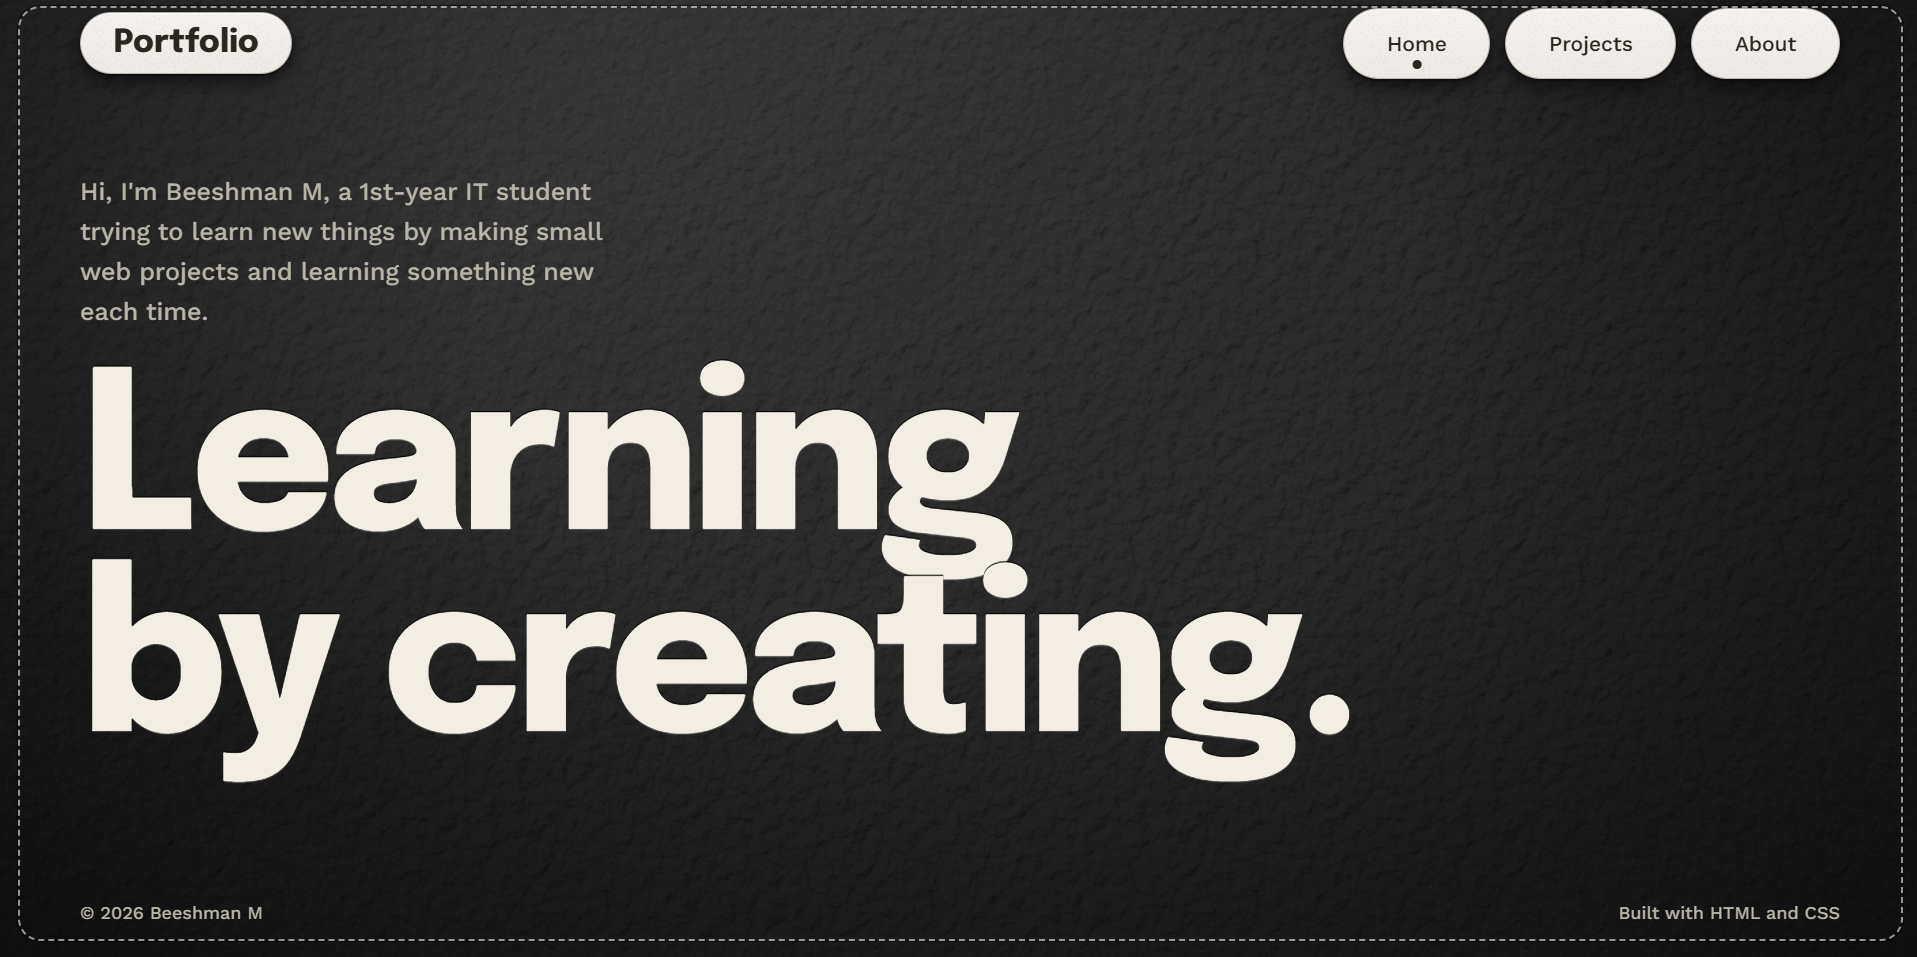 Portfolio
Home
Projects
About
Hi, I'm Beeshman M, a 1st-year IT student
trying to learn new things by making small
web projects and learning something new
each time.
Learning
by creating.
© 2026 Beeshman M
Built with HTML and CSS